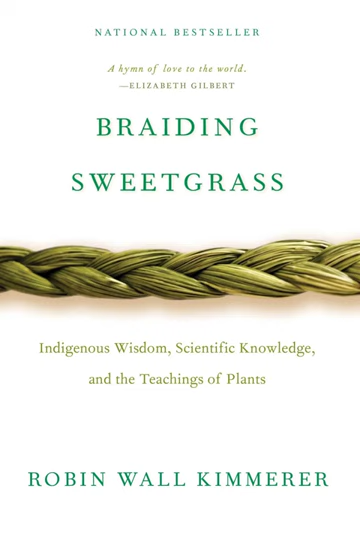 NATIONAL BESTSELLER
A hymn of love to the world.
—ELIZABETH GILBERT
BRAIDING
SWEETGRASS
Indigenous Wisdom, Scientific Knowledge,
and the Teachings of Plants
ROBIN WALL KIMMERER